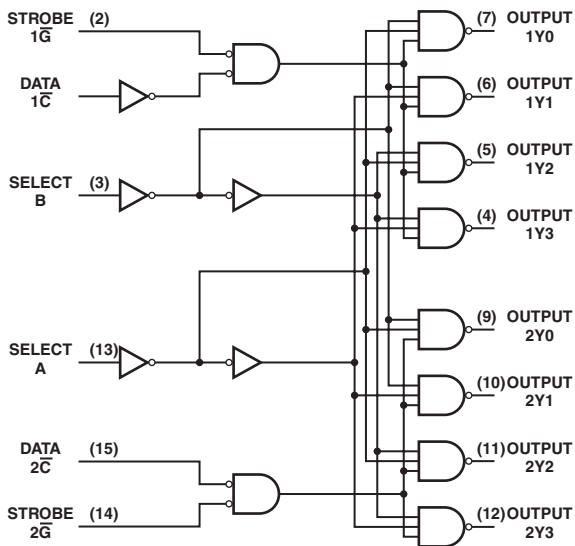 STROBE (2)
1G̅
DATA
1C̅
SELECT (3)
B
SELECT (13)
A
DATA (15)
2C̅
STROBE (14)
2G̅
(7) OUTPUT
1Y0
(6) OUTPUT
1Y1
(5) OUTPUT
1Y2
(4) OUTPUT
1Y3
(9) OUTPUT
2Y0
(10) OUTPUT
2Y1
(11) OUTPUT
2Y2
(12) OUTPUT
2Y3